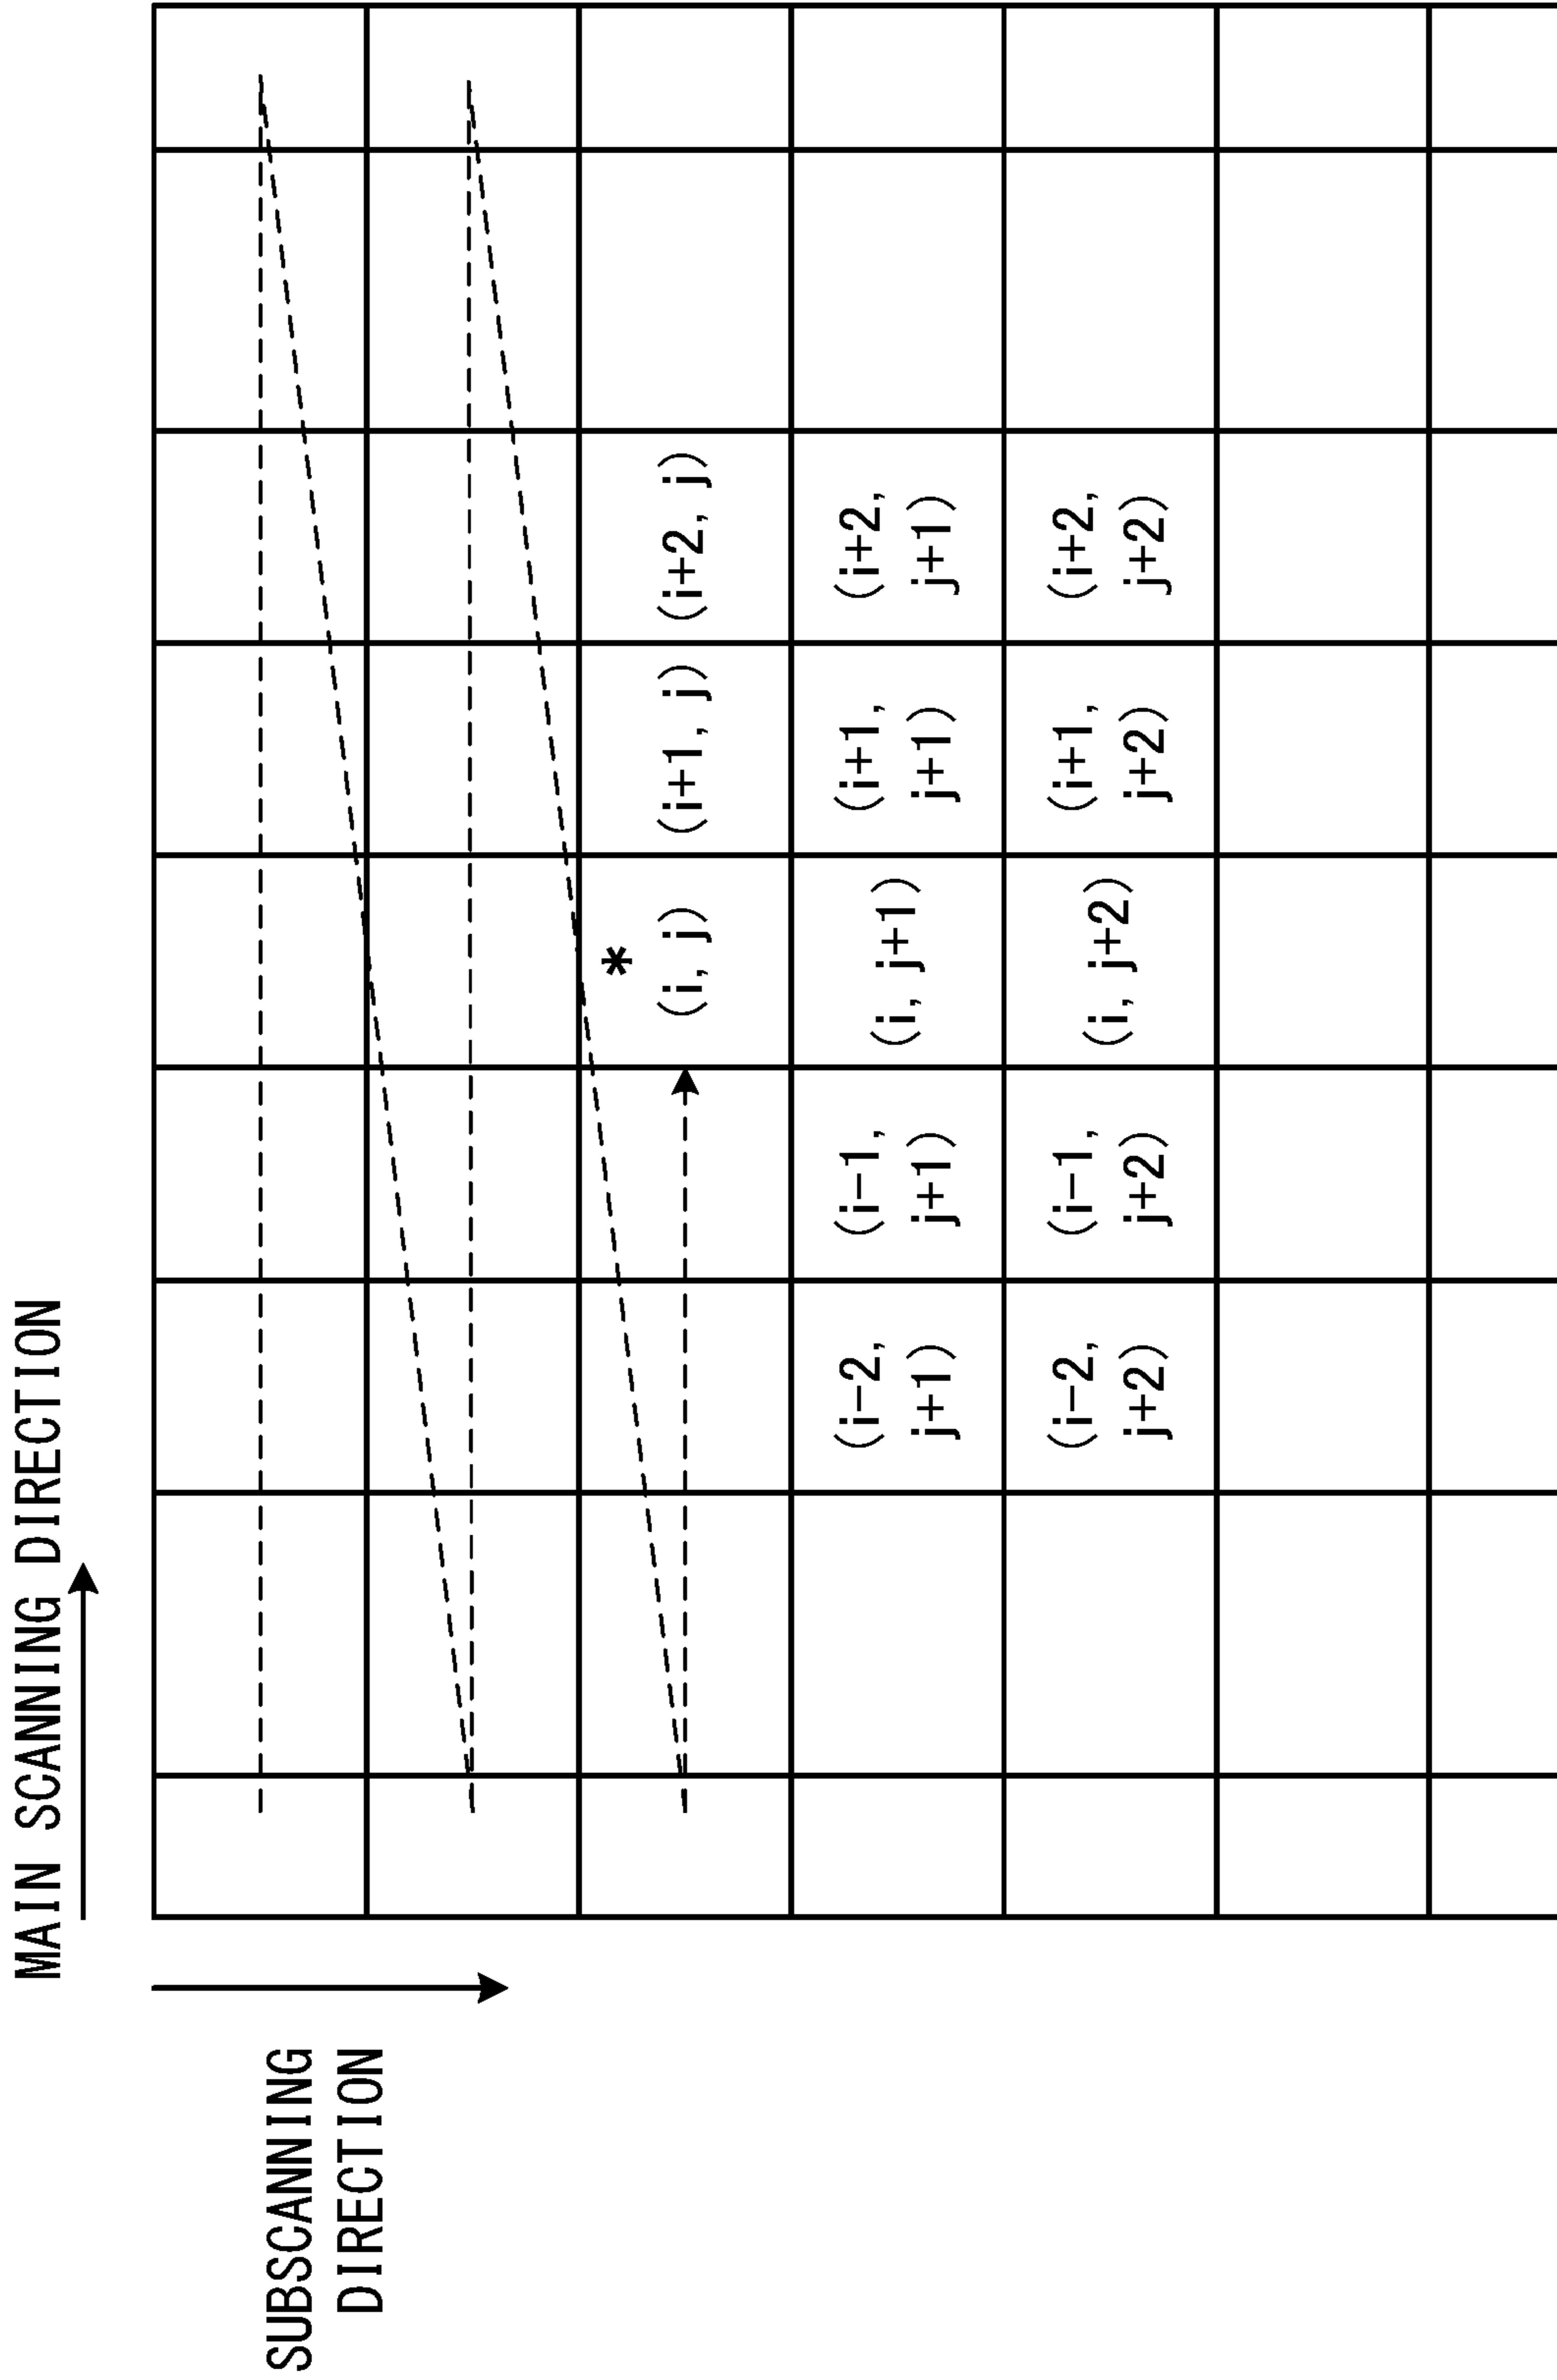 MAIN SCANNING DIRECTION
SUBSCANNING
DIRECTION
*
(i, j) (i+1, j) (i+2, j)
(i-2, (i-1, (i, j+1) (i+1, (i+2,
j+1) j+1) j+1) j+1)
(i-2, (i-1, (i, j+2) (i+1, (i+2,
j+2) j+2) j+2) j+2)